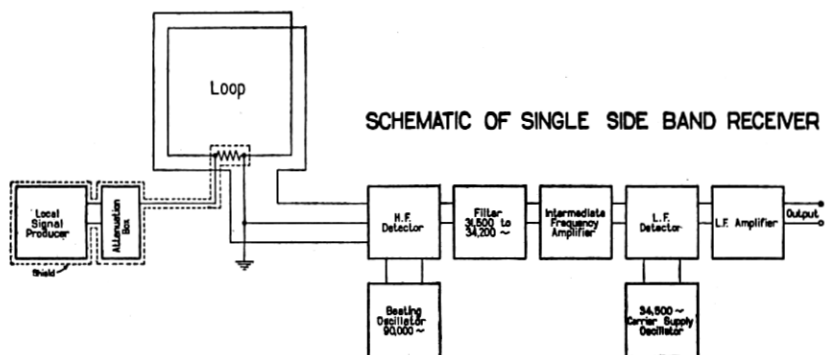 Loop
SCHEMATIC OF SINGLE SIDE BAND RECEIVER
Local
Signal
Producer
Attenuation
Box
Shield
H.F.
Detector
Filter
31,500 to
34,200 ~
Intermediate
Frequency
Amplifier
L.F.
Detector
L.F. Amplifier
Output
Beating
Oscillator
90,000 ~
34,500 ~
Carrier Supply
Oscillator